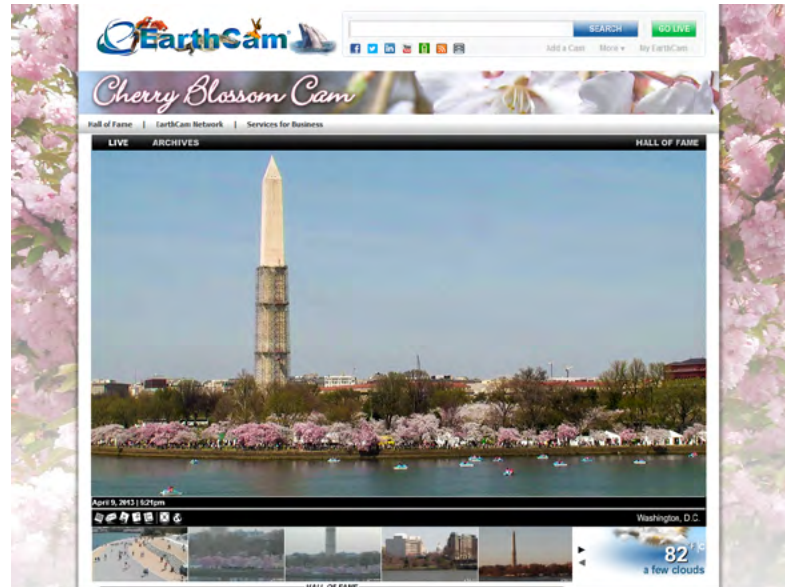 EarthCam
SEARCH
GO LIVE
Add a Cam More ▾ My EarthCam
Cherry Blossom Cam
Hall of Fame | EarthCam Network | Services for Business
LIVE ARCHIVES HALL OF FAME
April 9, 2013 | 5:21pm
Washington, D.C.
82
a few clouds
HALL OF FAME